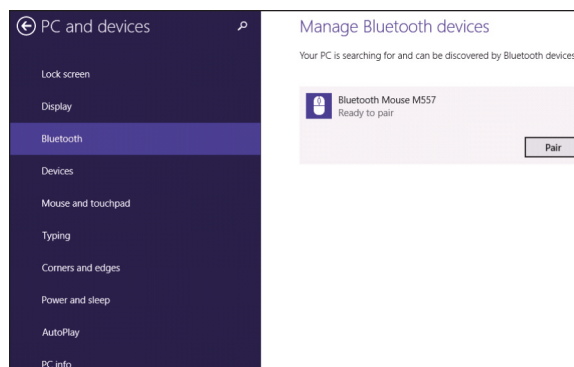 PC and devices
Lock screen
Display
Bluetooth
Devices
Mouse and touchpad
Typing
Corners and edges
Power and sleep
AutoPlay
PC info
Manage Bluetooth devices
Your PC is searching for and can be discovered by Bluetooth devices
Bluetooth Mouse M557
Ready to pair
Pair